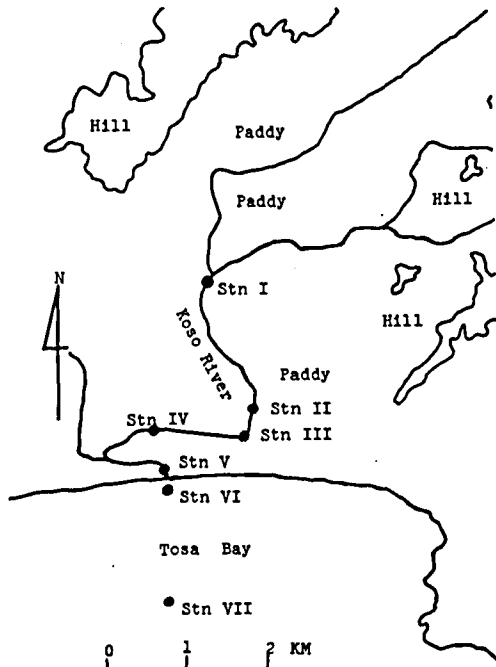 Hill
Paddy
Paddy
Hill
N
Stn I
Koso River
Hill
Paddy
Stn IV
Stn II
Stn III
Stn V
Stn VI
Tosa Bay
Stn VII
0 1 2 KM